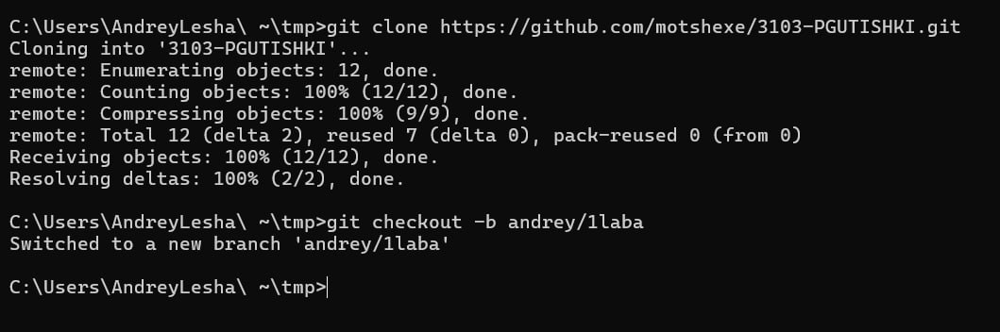 C:\Users\AndreyLesha\ ~\tmp>git clone https://github.com/motshexe/3103-PGUTISHKI.git
Cloning into '3103-PGUTISHKI'...
remote: Enumerating objects: 12, done.
remote: Counting objects: 100% (12/12), done.
remote: Compressing objects: 100% (9/9), done.
remote: Total 12 (delta 2), reused 7 (delta 0), pack-reused 0 (from 0)
Receiving objects: 100% (12/12), done.
Resolving deltas: 100% (2/2), done.
C:\Users\AndreyLesha\ ~\tmp>git checkout -b andrey/1laba
Switched to a new branch 'andrey/1laba'
C:\Users\AndreyLesha\ ~\tmp>